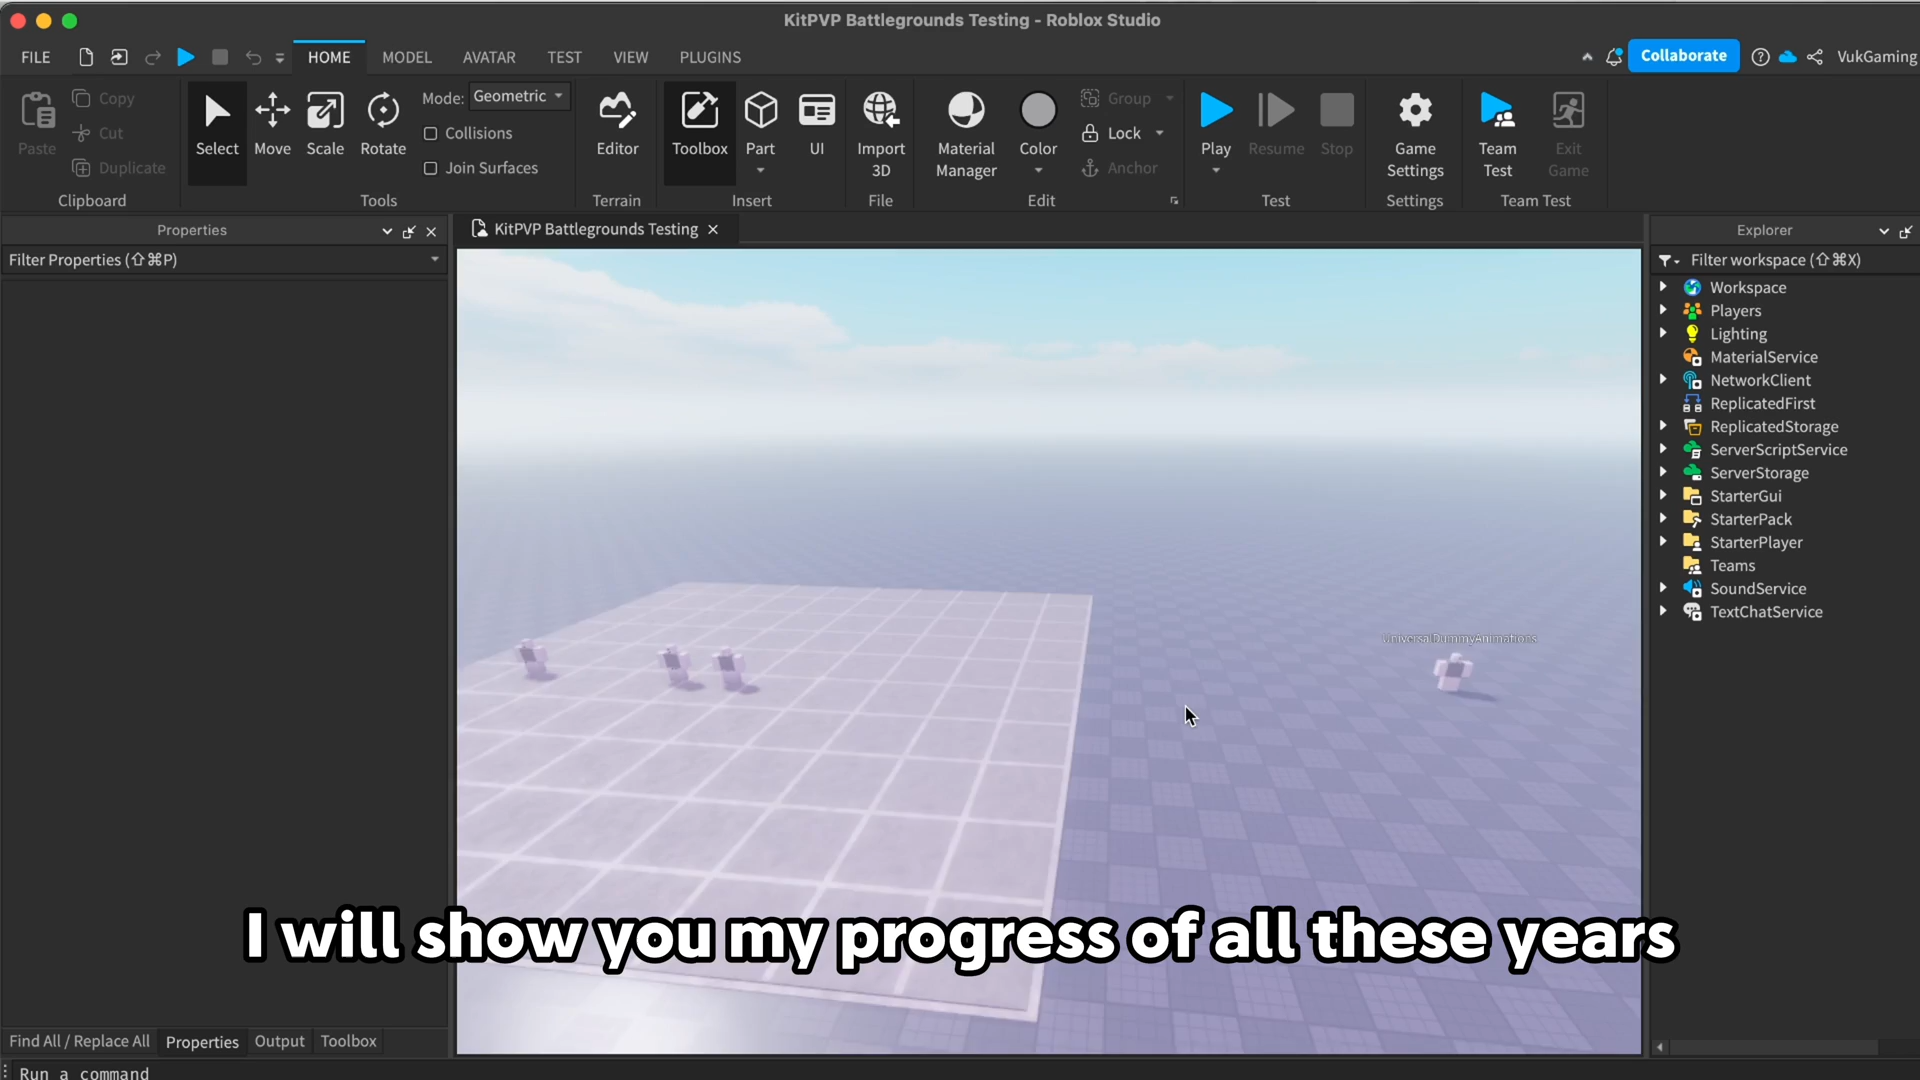 KitPVP Battlegrounds Testing - Roblox Studio
FILE HOME MODEL AVATAR TEST VIEW PLUGINS Collaborate VukGaming
Paste Copy Cut Duplicate
Clipboard
Select Move Scale Rotate
Mode: Geometric
Collisions
Join Surfaces
Tools
Editor
Terrain
Toolbox Part UI
Insert
Import 3D
File
Material Manager Color
Group
Lock
Anchor
Edit
Play Resume Stop
Test
Game Settings
Settings
Team Test Exit Game
Team Test
Properties
Filter Properties (⇧⌘P)
KitPVP Battlegrounds Testing
Explorer
Filter workspace (⇧⌘X)
Workspace
Players
Lighting
MaterialService
NetworkClient
ReplicatedFirst
ReplicatedStorage
ServerScriptService
ServerStorage
StarterGui
StarterPack
StarterPlayer
Teams
SoundService
TextChatService
UniversalDummyAnimations
I will show you my progress of all these years
Find All / Replace All Properties Output Toolbox
Run a command